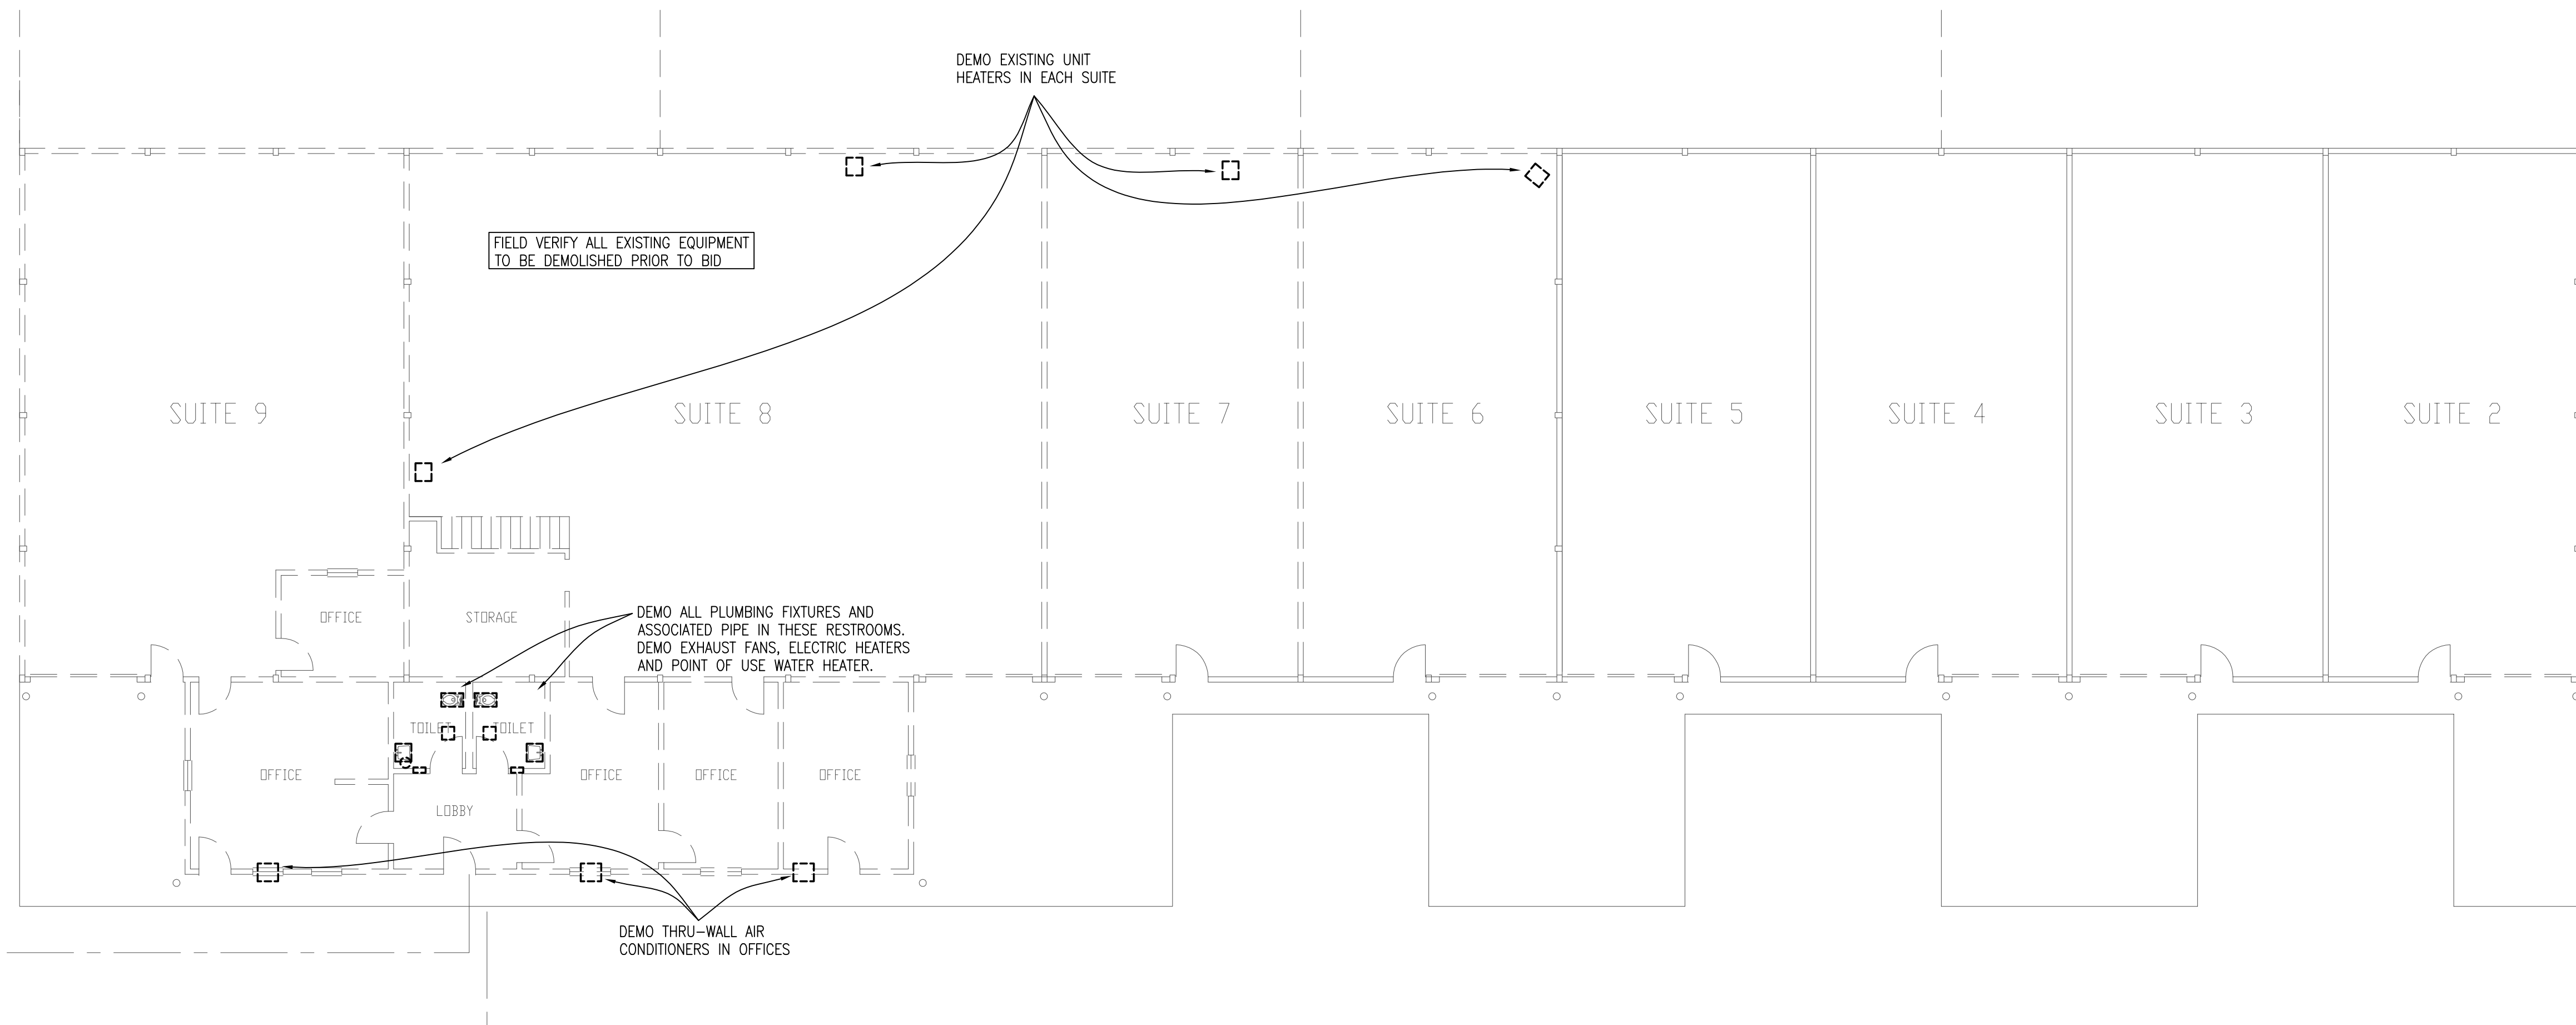 DEMO EXISTING UNIT
HEATERS IN EACH SUITE
FIELD VERIFY ALL EXISTING EQUIPMENT
TO BE DEMOLISHED PRIOR TO BID
SUITE 9
SUITE 8
SUITE 7
SUITE 6
SUITE 5
SUITE 4
SUITE 3
SUITE 2
OFFICE
STORAGE
DEMO ALL PLUMBING FIXTURES AND
ASSOCIATED PIPE IN THESE RESTROOMS.
DEMO EXHAUST FANS, ELECTRIC HEATERS
AND POINT OF USE WATER HEATER.
TOILET
TOILET
OFFICE
OFFICE
OFFICE
OFFICE
LOBBY
DEMO THRU-WALL AIR
CONDITIONERS IN OFFICES